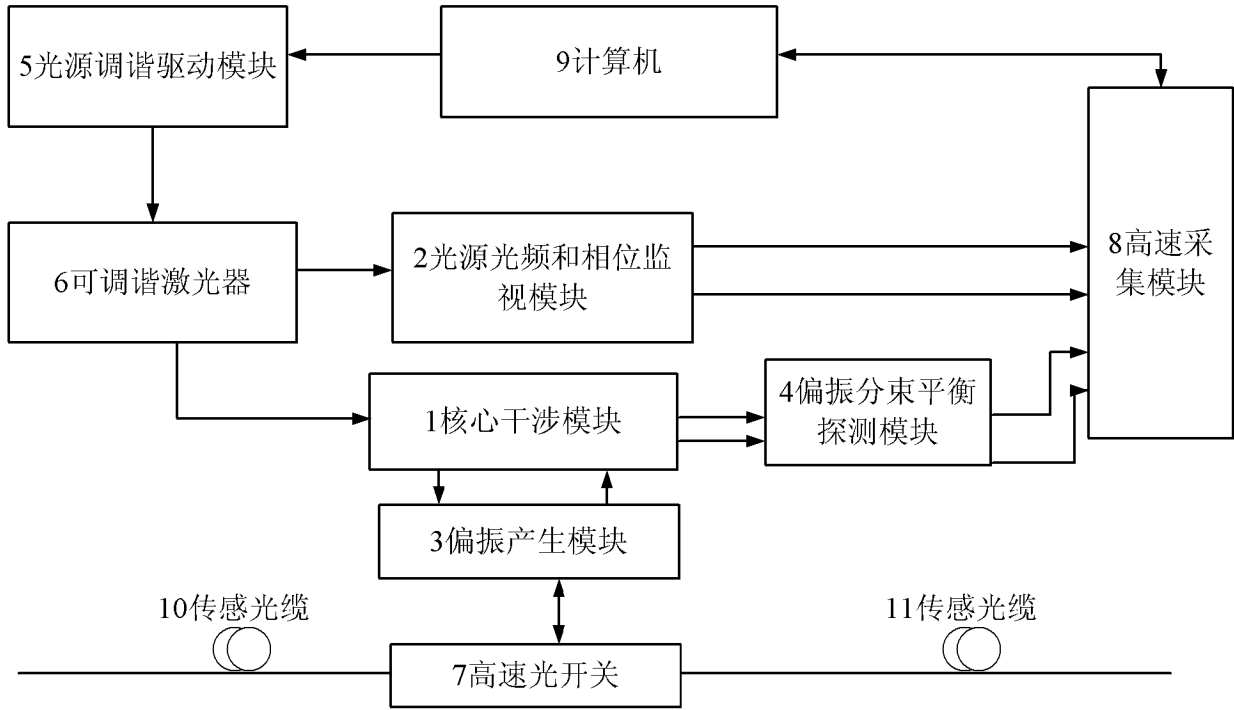 5光源调谐驱动模块
9计算机
6可调谐激光器
2光源光频和相位监
视模块
8高速采
集模块
1核心干涉模块
4偏振分束平衡
探测模块
3偏振产生模块
10传感光缆
11传感光缆
7高速光开关